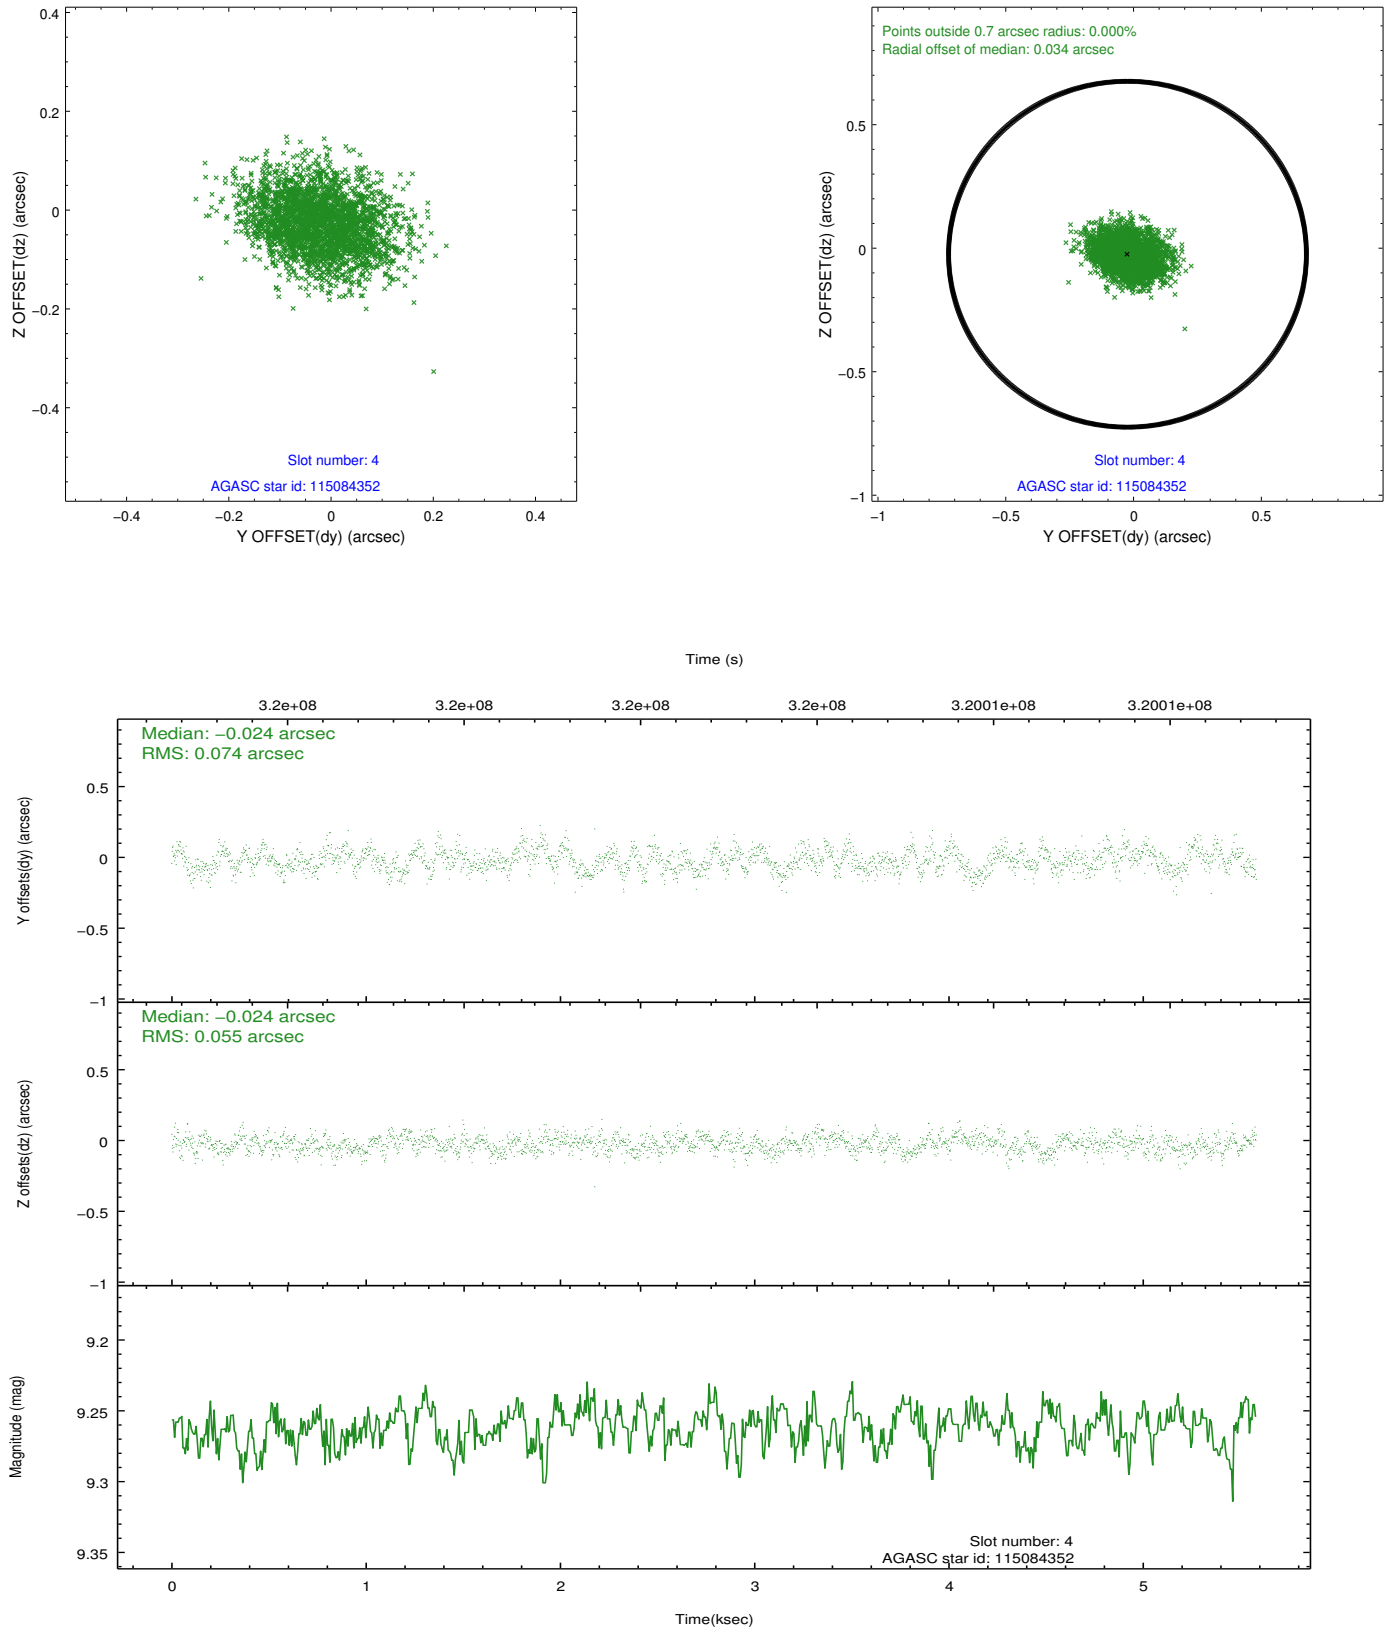 0.4
0.2
0
−0.2
−0.4
Z OFFSET(dz) (arcsec)
Slot number: 4
AGASC star id: 115084352
−0.4 −0.2 0 0.2 0.4
Y OFFSET(dy) (arcsec)
Points outside 0.7 arcsec radius: 0.000%
Radial offset of median: 0.034 arcsec
0.5
0
−0.5
−1
Z OFFSET(dz) (arcsec)
Slot number: 4
AGASC star id: 115084352
−1 −0.5 0 0.5
Y OFFSET(dy) (arcsec)
Time (s)
3.2e+08 3.2e+08 3.2e+08 3.2e+08 3.2001e+08 3.2001e+08
Median: −0.024 arcsec
RMS: 0.074 arcsec
0.5
0
−0.5
−1
Y offsets(dy) (arcsec)
Median: −0.024 arcsec
RMS: 0.055 arcsec
0.5
0
−0.5
−1
Z offsets(dz) (arcsec)
9.2
9.25
9.3
9.35
Magnitude (mag)
Slot number: 4
AGASC star id: 115084352
0 1 2 3 4 5
Time(ksec)